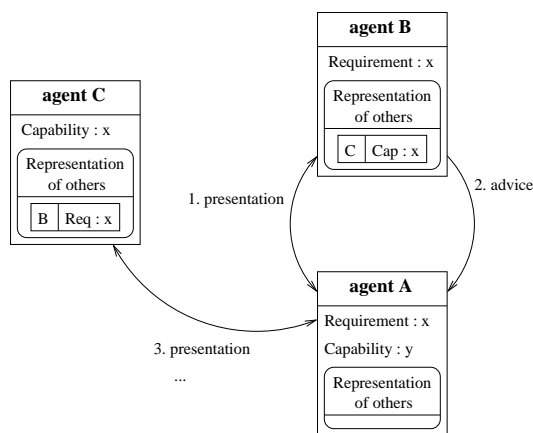 agent B
Requirement : x
Representation
of others
C Cap : x
agent C
Capability : x
Representation
of others
B Req : x
1. presentation
2. advice
agent A
Requirement : x
Capability : y
Representation
of others
3. presentation
...